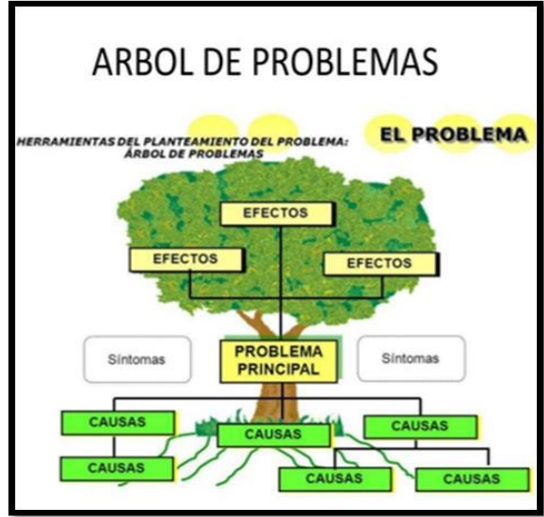 ARBOL DE PROBLEMAS
EL PROBLEMA
HERRAMIENTAS DEL PLANTEAMIENTO DEL PROBLEMA:
ÁRBOL DE PROBLEMAS
EFECTOS
EFECTOS
EFECTOS
Síntomas
PROBLEMA
PRINCIPAL
Síntomas
CAUSAS
CAUSAS
CAUSAS
CAUSAS
CAUSAS
CAUSAS